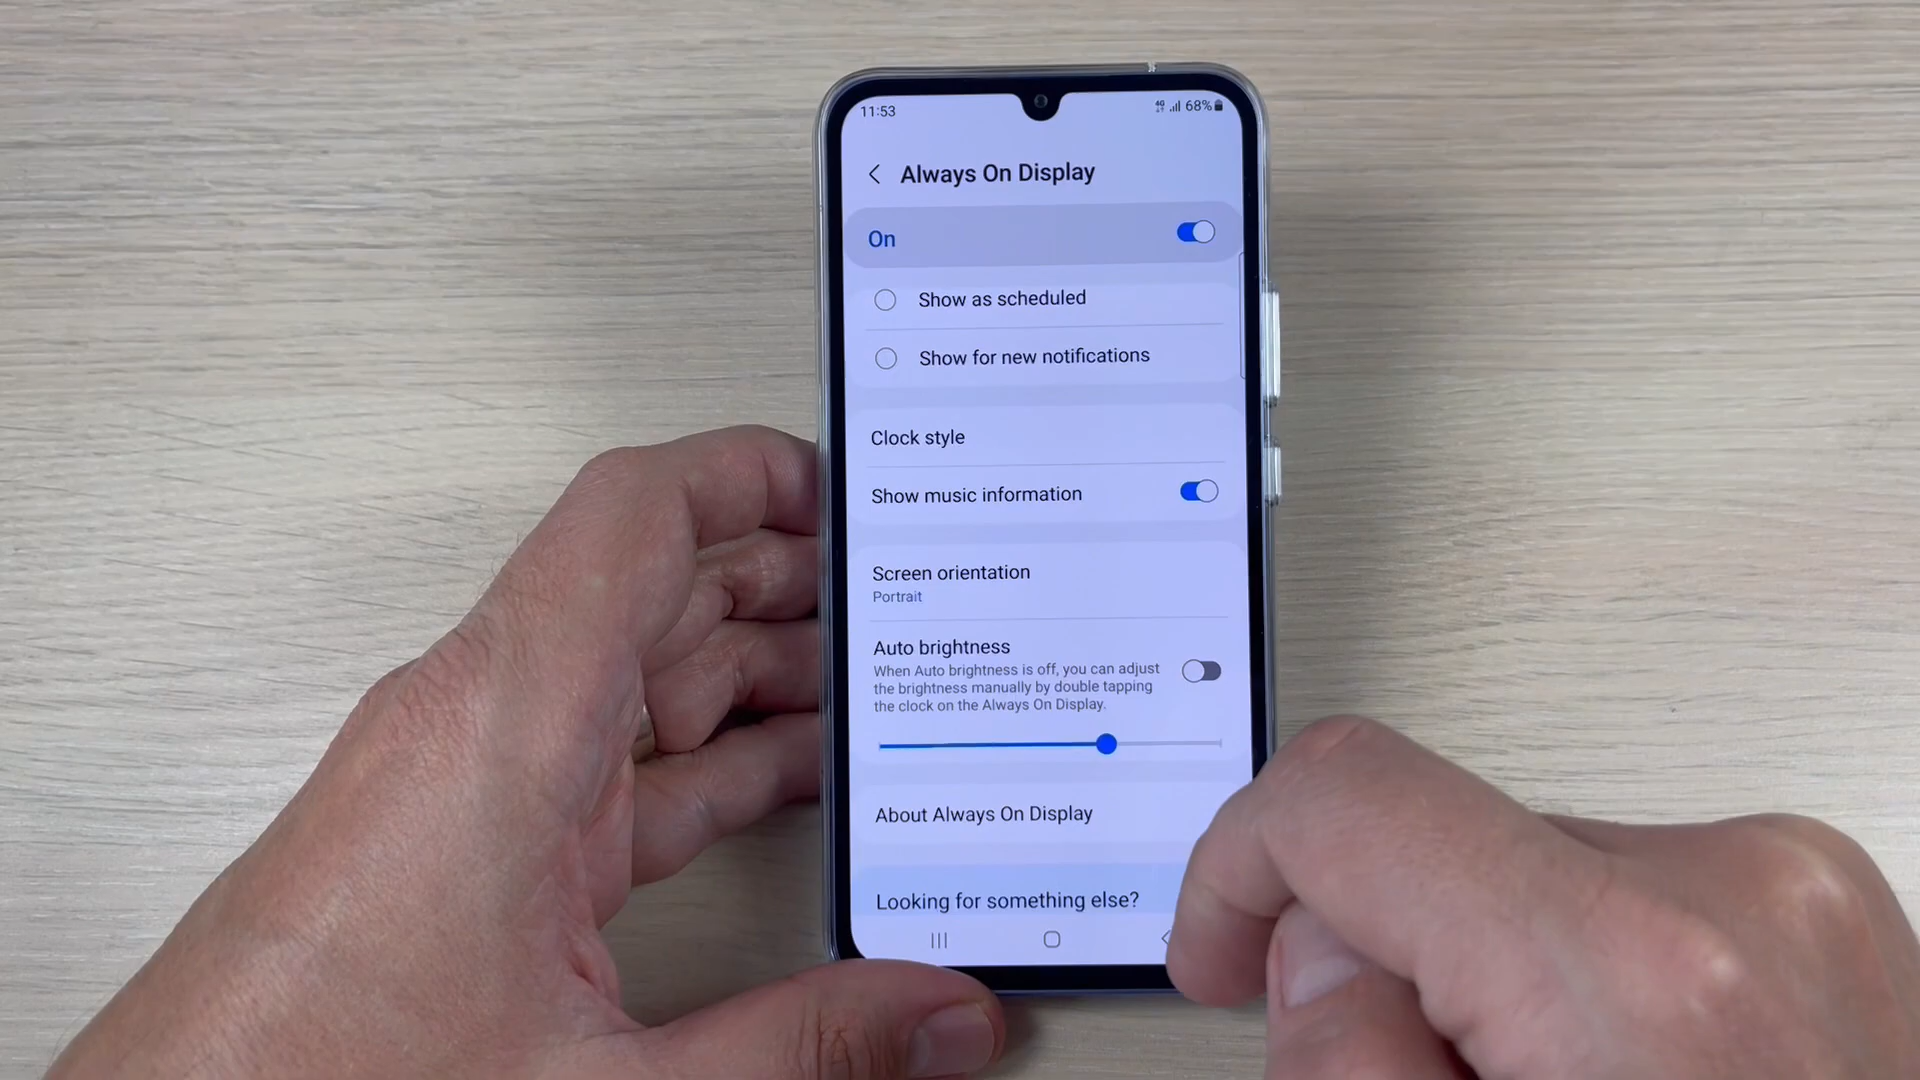 11:53
4G 68%
Always On Display
On
Show as scheduled
Show for new notifications
Clock style
Show music information
Screen orientation
Portrait
Auto brightness
When Auto brightness is off, you can adjust
the brightness manually by double tapping
the clock on the Always On Display.
About Always On Display
Looking for something else?